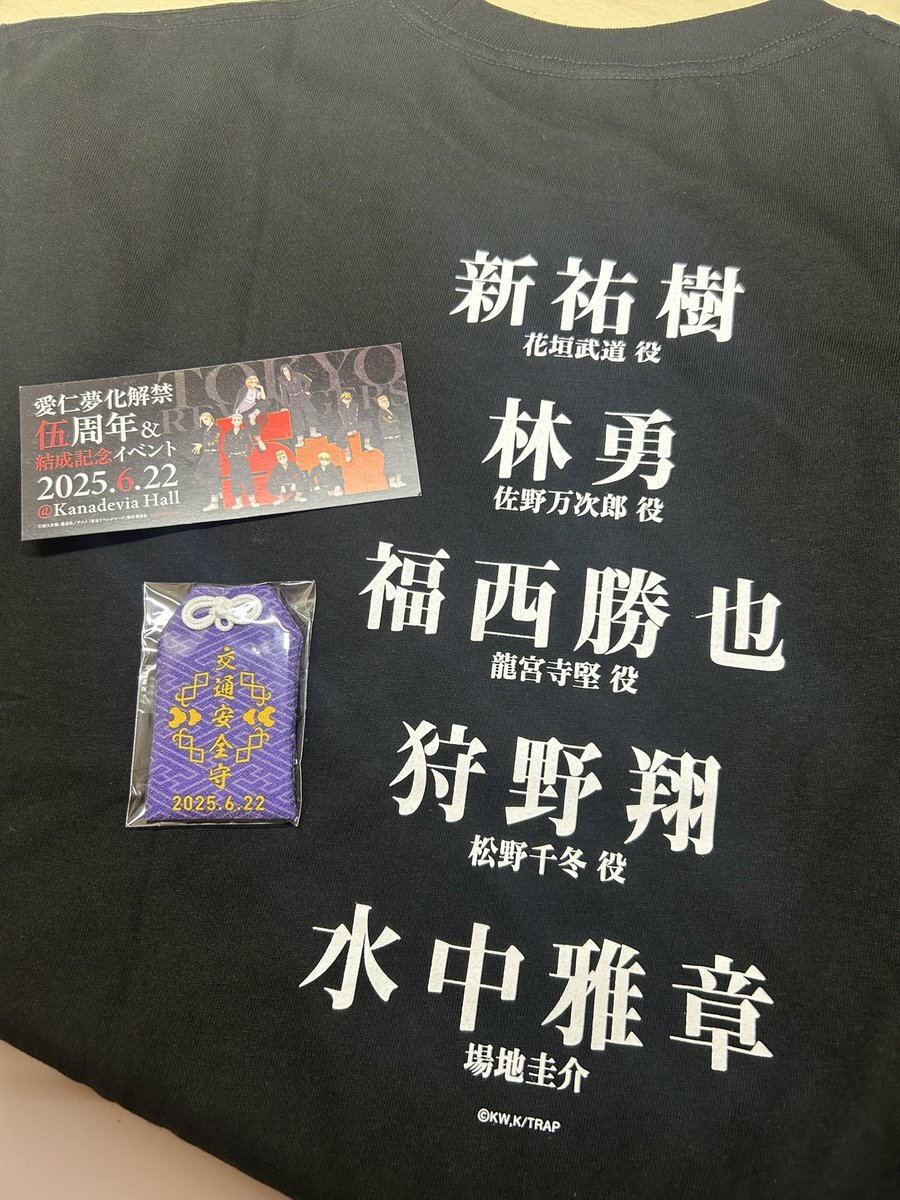 新祐樹
花垣武道 役
林勇
佐野万次郎 役
福西勝也
龍宮寺堅 役
狩野翔
松野千冬 役
水中雅章
場地圭介
©KW,K/TRAP
TOKYO
REVENGERS
愛仁夢化解禁
伍周年&
結成記念イベント
2025.6.22
@Kanadevia Hall
交通安全守
2025.6.22